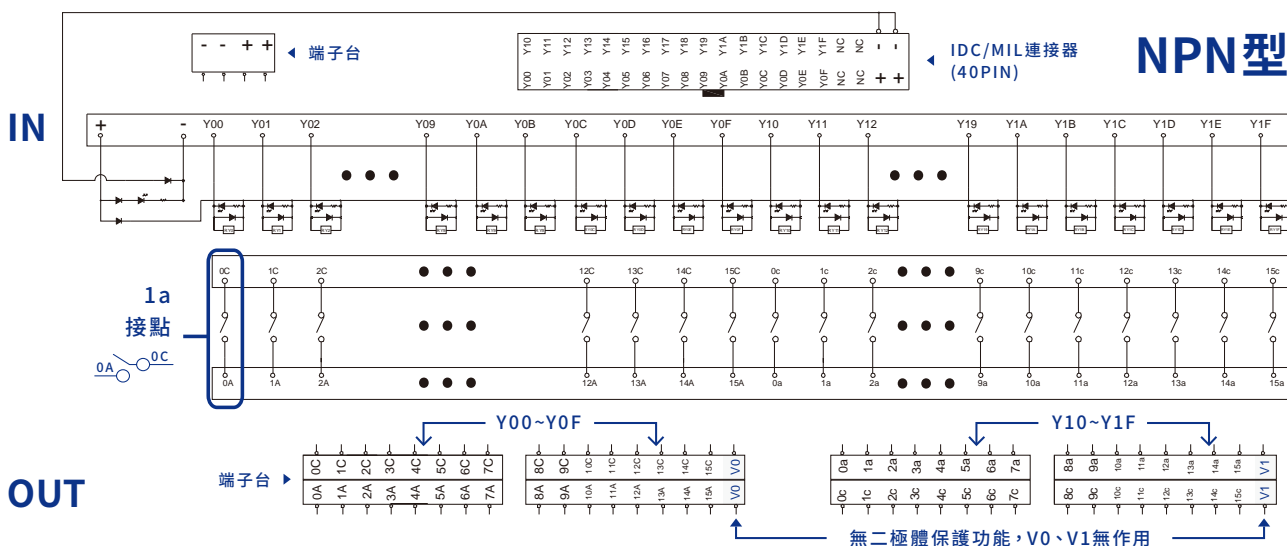 - - + +
端子台
Y10 Y11 Y12 Y13 Y14 Y15 Y16 Y17 Y18 Y19 Y1A Y1B Y1C Y1D Y1E Y1F NC NC - -
Y00 Y01 Y02 Y03 Y04 Y05 Y06 Y07 Y08 Y09 Y0A Y0B Y0C Y0D Y0E Y0F NC NC + +
IDC/MIL連接器
(40PIN)
NPN型
IN
+ - Y00 Y01 Y02 Y09 Y0A Y0B Y0C Y0D Y0E Y0F Y10 Y11 Y12 Y19 Y1A Y1B Y1C Y1D Y1E Y1F
0C 1C 2C 12C 13C 14C 15C 0c 1c 2c 9c 10c 11c 12c 13c 14c 15c
1a
接點
0A 0C
0A 1A 2A 12A 13A 14A 15A 0a 1a 2a 9a 10a 11a 12a 13a 14a 15a
Y00~Y0F
Y10~Y1F
OUT
端子台
0C 1C 2C 3C 4C 5C 6C 7C 8C 9C 10C 11C 12C 13C 14C 15C V0
0A 1A 2A 3A 4A 5A 6A 7A 8A 9A 10A 11A 12A 13A 14A 15A V0
0a 1a 2a 3a 4a 5a 6a 7a 8a 9a 10a 11a 12a 13a 14a 15a V1
0c 1c 2c 3c 4c 5c 6c 7c 8c 9c 10c 11c 12c 13c 14c 15c V1
無二極體保護功能，V0、V1無作用